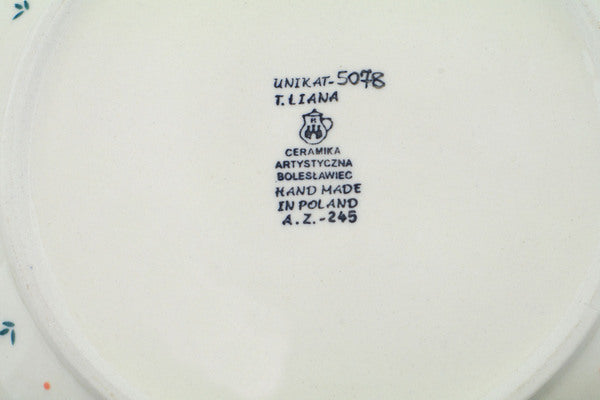 UNIKAT-5078
T.LIANA
K
CERAMIKA
ARTYSTYCZNA
BOLESŁAWIEC
HAND MADE
IN POLAND
A.Z.-245